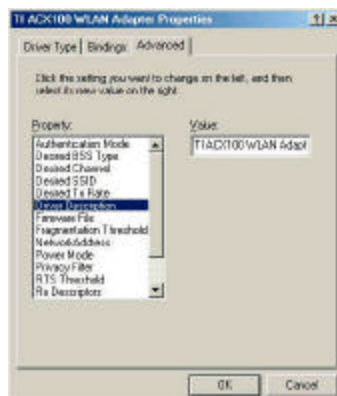 TI ACX100 WLAN Adapter Properties
Driver Type Bindings Advanced
Click the setting you want to change on the left, and then
select its new value on the right.
Property:
Authentication Mode
Desired BSS Type
Desired Channel
Desired SSID
Desired Tx Rate
Driver Description
Firmware File
Fragmentation Threshold
NetworkAddress
Power Mode
Privacy Filter
RTS Threshold
Rx Descriptors
Value:
TI ACX100 WLAN Adapt
OK Cancel